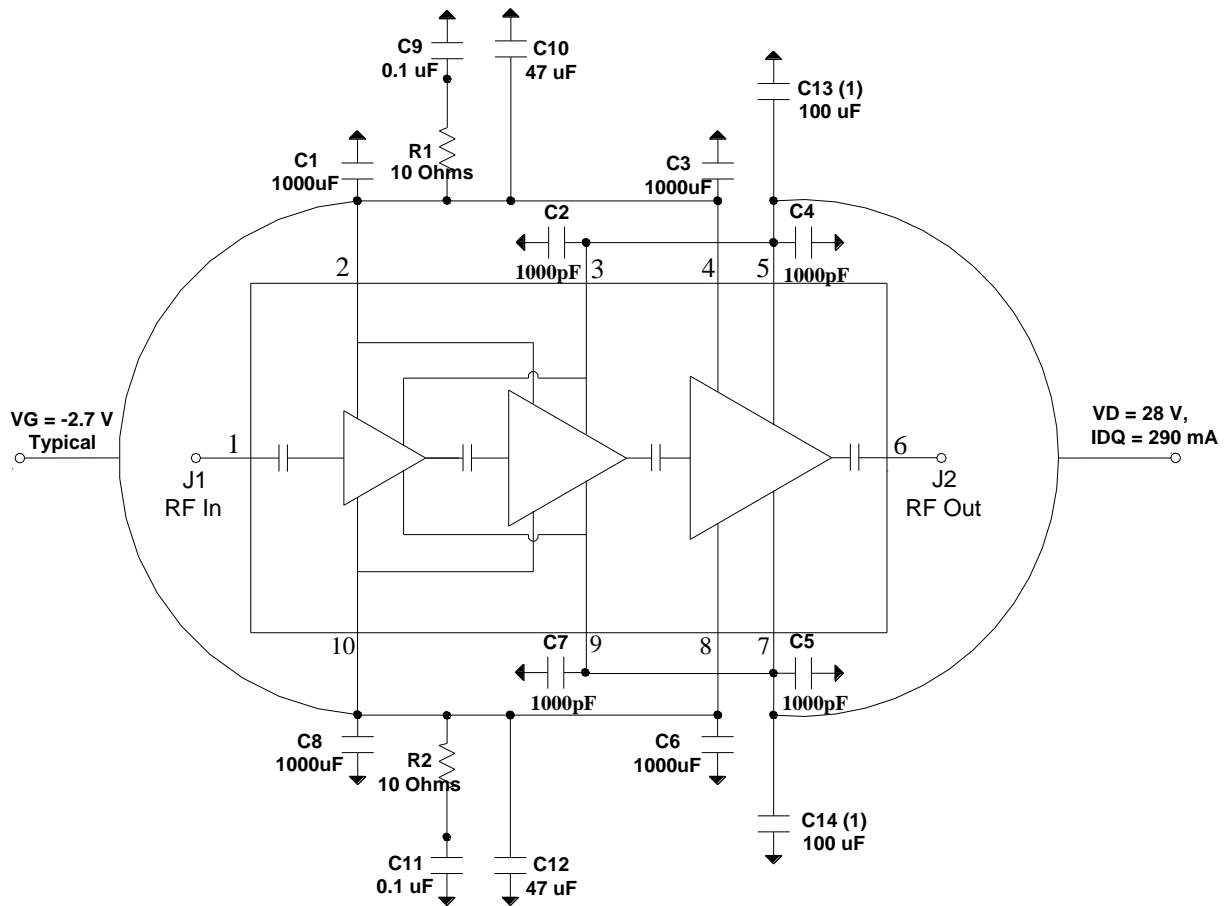 C9
0.1 uF
C10
47 uF
C13 (1)
100 uF
C1
1000uF
R1
10 Ohms
C3
1000uF
C2
1000pF
C4
1000pF
2
3
4
5
VG = -2.7 V
Typical
1
J1
RF In
6
J2
RF Out
VD = 28 V,
IDQ = 290 mA
10
9
8
7
C7
1000pF
C5
1000pF
C8
1000uF
R2
10 Ohms
C6
1000uF
C11
0.1 uF
C12
47 uF
C14 (1)
100 uF